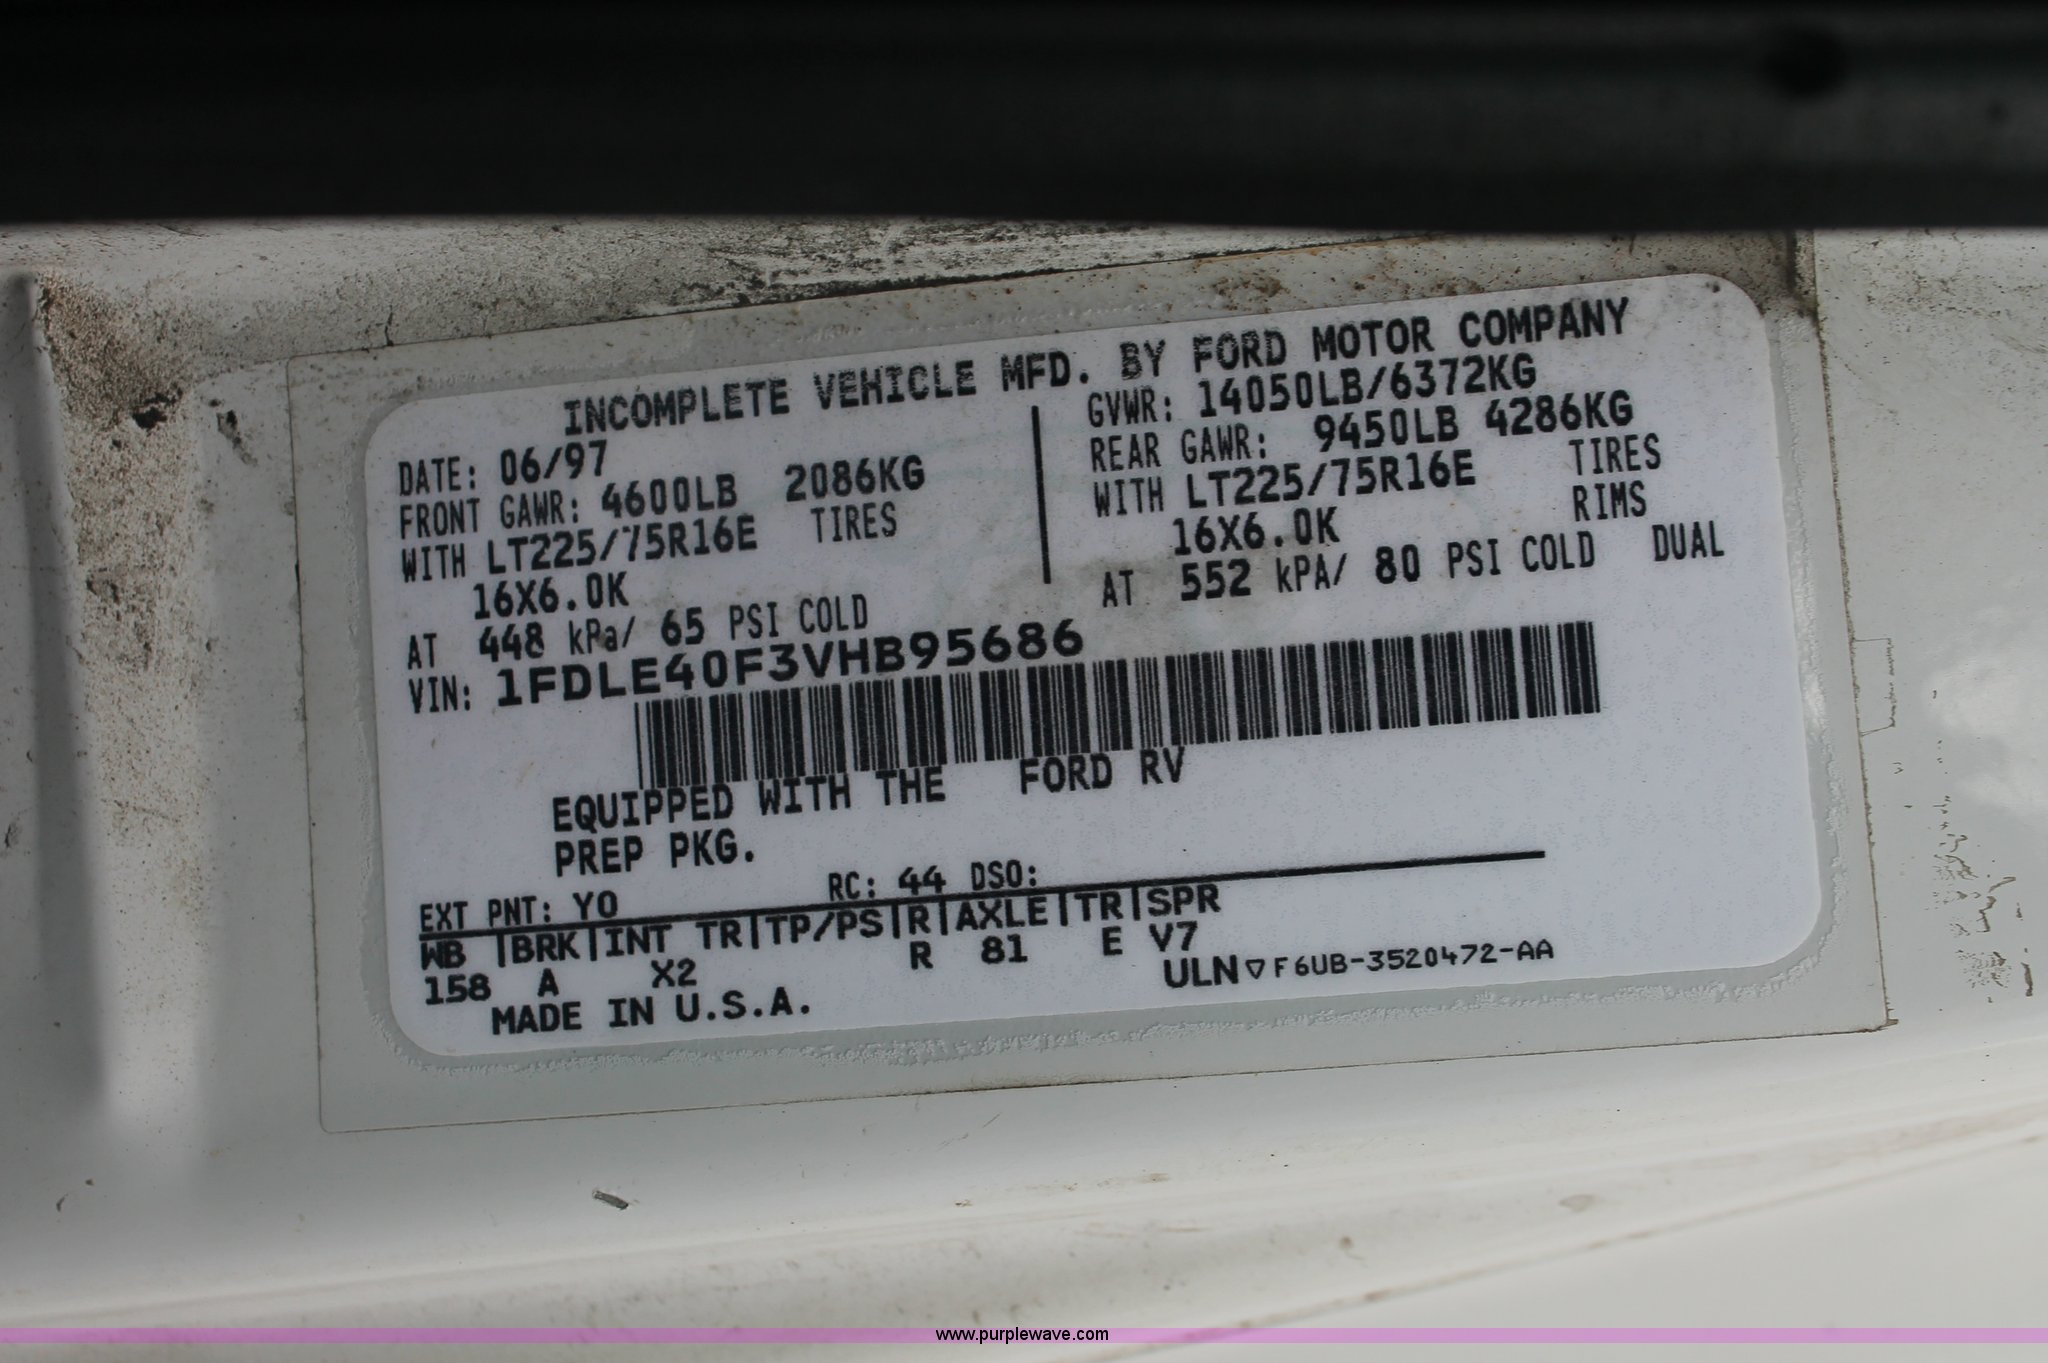 INCOMPLETE VEHICLE MFD. BY FORD MOTOR COMPANY
DATE: 06/97
FRONT GAWR: 4600LB 2086KG
WITH LT225/75R16E TIRES
16X6.0K
AT 448 kPa/ 65 PSI COLD
GVWR: 14050LB/6372KG
REAR GAWR: 9450LB 4286KG
WITH LT225/75R16E TIRES
16X6.0K RIMS
AT 552 kPA/ 80 PSI COLD DUAL
VIN: 1FDLE40F3VHB95686
EQUIPPED WITH THE FORD RV
PREP PKG.
EXT PNT: YO RC: 44 DSO:
WB |BRK|INT TR|TP/PS|R|AXLE|TR|SPR
158 A X2 R 81 E V7
MADE IN U.S.A. ULN ▽ F6UB-3520472-AA
www.purplewave.com